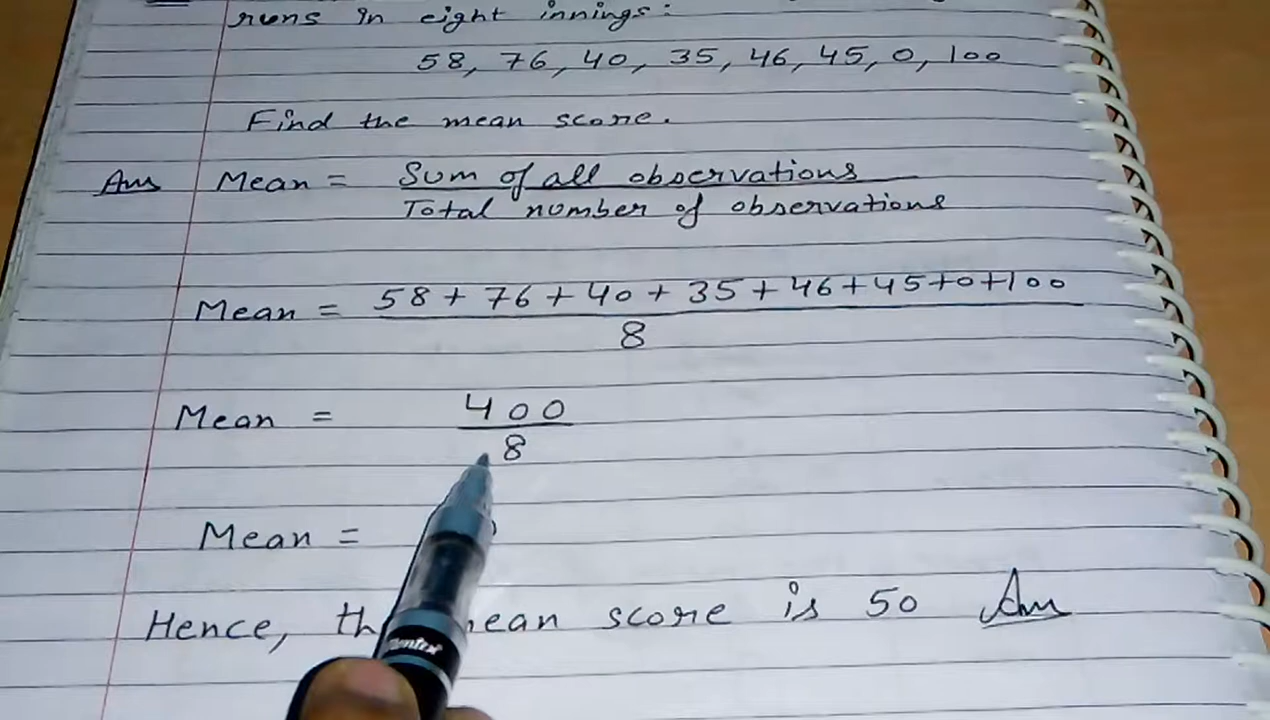 runs in eight innings:
58, 76, 40, 35, 46, 45, 0, 100
Find the mean score.
Ans Mean = Sum of all observations
Total number of observations
Mean = 58 + 76 + 40 + 35 + 46 + 45 + 0 + 100
8
Mean = 400
8
Mean =
Hence, mean score is 50 Ans